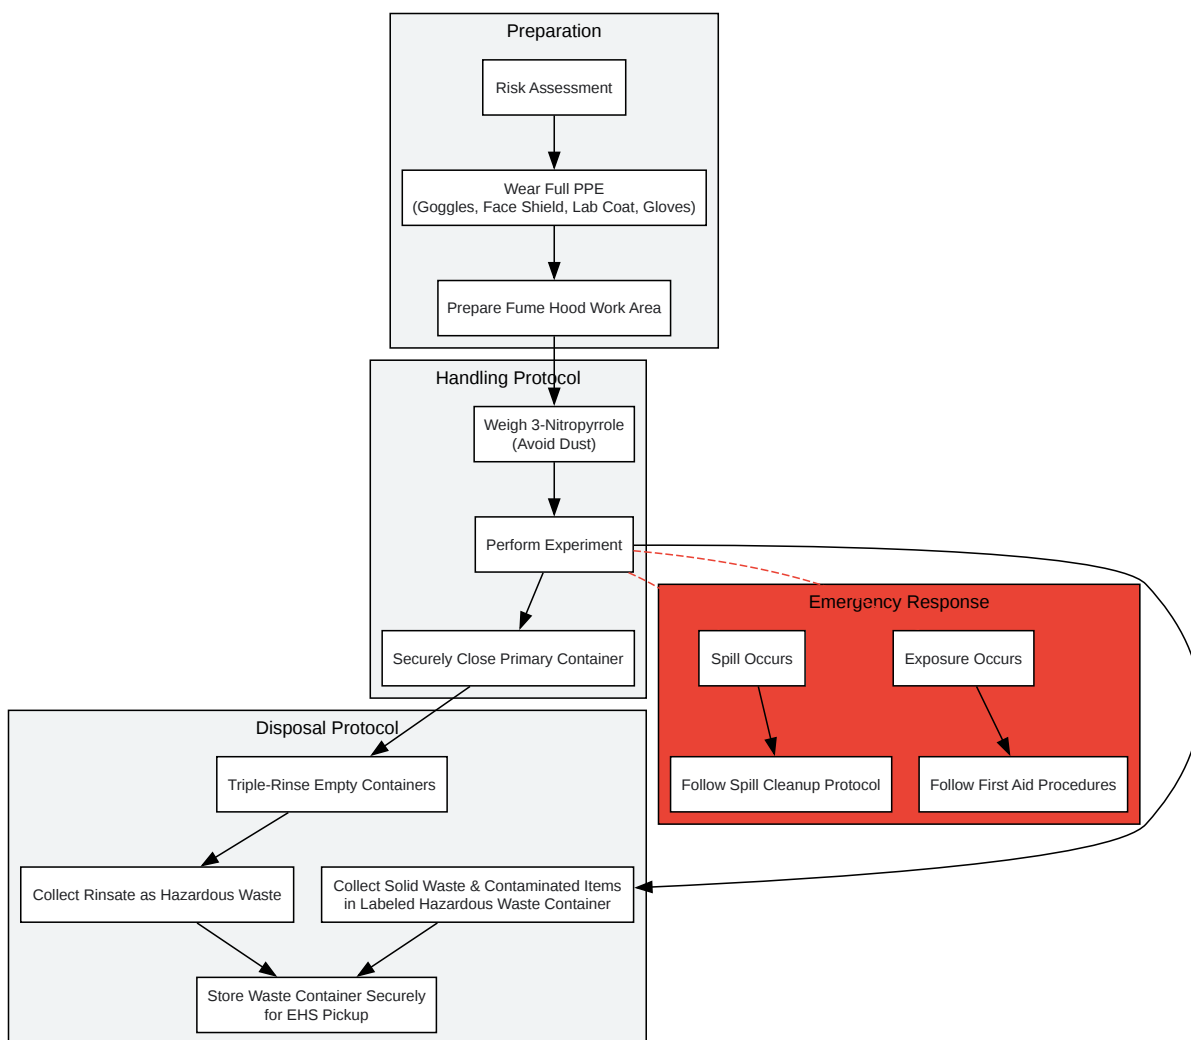 Preparation
Risk Assessment
Wear Full PPE
(Goggles, Face Shield, Lab Coat, Gloves)
Prepare Fume Hood Work Area
Handling Protocol
Weigh 3-Nitropyrrole
(Avoid Dust)
Perform Experiment
Securely Close Primary Container
Emergency Response
Spill Occurs
Exposure Occurs
Follow Spill Cleanup Protocol
Follow First Aid Procedures
Disposal Protocol
Triple-Rinse Empty Containers
Collect Rinsate as Hazardous Waste
Collect Solid Waste & Contaminated Items
in Labeled Hazardous Waste Container
Store Waste Container Securely
for EHS Pickup